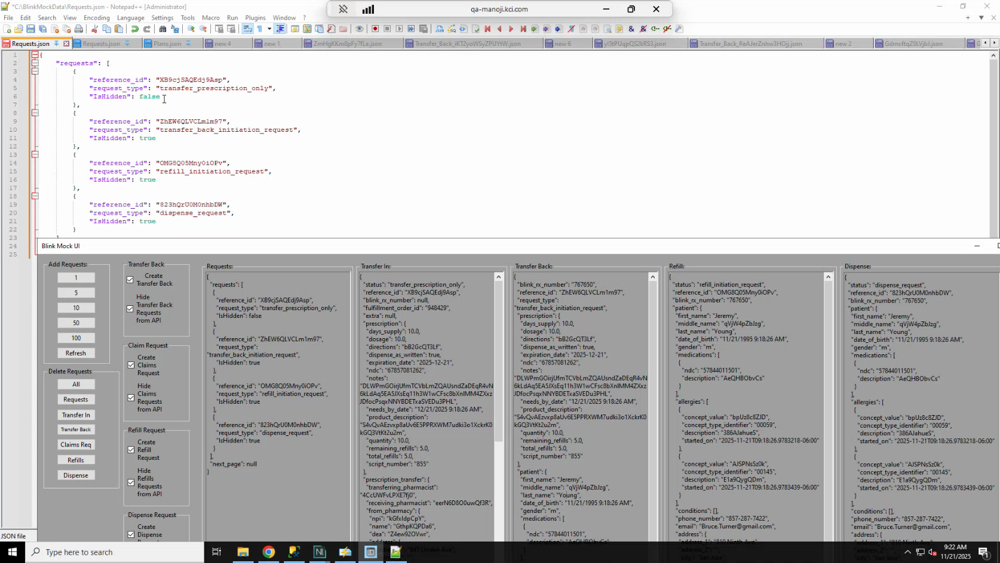 *C:\BlinkMockData\Requests.json - Notepad++ [Administrator]
qa-manoji.kci.com
File Edit Search View Encoding Language Settings Tools Macro Run Plugins Window ?
Requests.json Requests.json Plans.json new 4 new 1 ZmHgKKm8pFy7fLe.json Transfer_Back_iKTZyoWSyZPUYtW.json new 6 yl5tPUqpQS2kRS3.json Transfer_Back_ReAJerZnhw3HOjj.json new 2 GdrnxftqZ9LVjbJ.json
1 {
2 "requests": [
3 {
4 "reference_id": "XB9cjSAQEdj9Asp",
5 "request_type": "transfer_prescription_only",
6 "IsHidden": false
7 },
8 {
9 "reference_id": "ZhEW6QLVCLm1m97",
10 "request_type": "transfer_back_initiation_request",
11 "IsHidden": true
12 },
13 {
14 "reference_id": "OMG8Q05Mny0iOPv",
15 "request_type": "refill_initiation_request",
16 "IsHidden": true
17 },
18 {
19 "reference_id": "823hQrU0M0nhbDW",
20 "request_type": "dispense_request",
21 "IsHidden": true
22 }
23 ]
24
25
Blink Mock UI
Add Requests:
1
5
10
50
100
Refresh
Delete Requests
All
Requests
Transfer In
Transfer Back
Claims Req
Refills
Dispense
Transfer Back
Create
Transfer Back
Hide
Transfer Back
Requests
from API
Claim Request
Create
Claims
Request
Hide
Claims
Requests
from API
Refill Request
Create
Refill
Request
Hide
Refills
Requests
from API
Dispense Request
Create
Dispense
Requests:
{
"requests": [
{
"reference_id": "XB9cjSAQEdj9Asp",
"request_type": "transfer_prescription_only",
"IsHidden": false
},
{
"reference_id": "ZhEW6QLVCLm1m97",
"request_type":
"transfer_back_initiation_request",
"IsHidden": true
},
{
"reference_id": "OMG8Q05Mny0iOPv",
"request_type": "refill_initiation_request",
"IsHidden": true
},
{
"reference_id": "823hQrU0M0nhbDW",
"request_type": "dispense_request",
"IsHidden": true
}
],
"next_page": null
}
Transfer In:
{
"status": "transfer_prescription_only",
"reference_id": "XB9cjSAQEdj9Asp",
"blink_rx_number": null,
"fulfillment_order_id": "948429",
"extra": null,
"prescription": {
"days_supply": 10.0,
"dosage": 10.0,
"directions": "bB2GcQT3Lf",
"dispense_as_written": true,
"expiration_date": "2025-12-21",
"ndc": "67857081262",
"notes":
"DLWPmGOirjUfmTCVbLmZQAUsndZaDEqR4vN
6kLdAq5EA5JXsEq11h3W1wCFsc8bXnIMM4ZXxz
JDfocPsqxNNYBDETxaSVEDu3PHL",
"needs_by_date": "12/21/2025 9:18:26 AM",
"product_description":
"S4vQvAEzvxp8aUv6E5PPRXWM7udki3o1XckrK0
kGQ3VtKt2u2m",
"quantity": 10.0,
"remaining_refills": 5.0,
"total_refills": 5.0,
"script_number": "855"
},
"prescription_transfer": {
"transferring_pharmacist":
"4CcUWFvLPXE7fj0",
"receiving_pharmacist": "eerN6D8O0uwQf3R",
"from_pharmacy": {
"npi": "kGfxIdpCpY",
"name": "GthpKQPDa6",
"dea": "Z4ew92OVwr",
Transfer Back:
{
"blink_rx_number": "767650",
"reference_id": "ZhEW6QLVCLm1m97",
"request_type":
"transfer_back_initiation_request",
"prescription": {
"days_supply": 10.0,
"dosage": 10.0,
"directions": "bB2GcQT3Lf",
"dispense_as_written": true,
"expiration_date": "2025-12-21",
"ndc": "67857081262",
"notes":
"DLWPmGOirjUfmTCVbLmZQAUsndZaDEqR4vN
6kLdAq5EA5JXsEq11h3W1wCFsc8bXnIMM4ZXxz
JDfocPsqxNNYBDETxaSVEDu3PHL",
"needs_by_date": "12/21/2025 9:18:26 AM",
"product_description":
"S4vQvAEzvxp8aUv6E5PPRXWM7udki3o1XckrK0
kGQ3VtKt2u2m",
"quantity": 10.0,
"remaining_refills": 5.0,
"total_refills": 5.0,
"script_number": "855"
},
"patient": {
"first_name": "Jeremy",
"middle_name": "qVjW4pZbJzg",
"last_name": "Young",
"date_of_birth": "11/21/1995 9:18:26 AM",
"gender": "m",
"medications": [
{
"ndc": "57844011501",
"description": "AeQHBObvCs"
Refill:
{
"status": "refill_initiation_request",
"reference_id": "OMG8Q05Mny0iOPv",
"blink_rx_number": "767650",
"patient": {
"first_name": "Jeremy",
"middle_name": "qVjW4pZbJzg",
"last_name": "Young",
"date_of_birth": "11/21/1995 9:18:26 AM",
"gender": "m",
"medications": [
{
"ndc": "57844011501",
"description": "AeQHBObvCs"
}
],
"allergies": [
{
"concept_value": "bpUz8c8ZJD",
"concept_type_identifier": "00059",
"description": "386AJahueS",
"started_on": "2025-11-21T09:18:26.9783218-06:00"
},
{
"concept_value": "AJSPNsSz0k",
"concept_type_identifier": "00145",
"description": "E1a9QygQDm",
"started_on": "2025-11-21T09:18:26.9783439-06:00"
}
],
"conditions": [],
"phone_number": "857-287-7422",
"email": "Bruce.Turner@gmail.com",
"address": {
Dispense:
{
"status": "dispense_request",
"reference_id": "823hQrU0M0nhbDW",
"blink_rx_number": "767650",
"patient": {
"first_name": "Jeremy",
"middle_name": "qVjW4pZbJzg",
"last_name": "Young",
"date_of_birth": "11/21/1995 9:18:26 AM",
"gender": "m",
"medications": [
{
"ndc": "57844011501",
"description": "AeQHBObvCs"
}
],
"allergies": [
{
"concept_value": "bpUz8c8ZJD",
"concept_type_identifier": "00059",
"description": "386AJahueS",
"started_on": "2025-11-21T09:18:26.9783218-06:00"
},
{
"concept_value": "AJSPNsSz0k",
"concept_type_identifier": "00145",
"description": "E1a9QygQDm",
"started_on": "2025-11-21T09:18:26.9783439-06:00"
}
],
"conditions": [],
"phone_number": "857-287-7422",
"email": "Bruce.Turner@gmail.com",
"address": {
JSON file
Type here to search
9:22 AM
11/21/2025
1